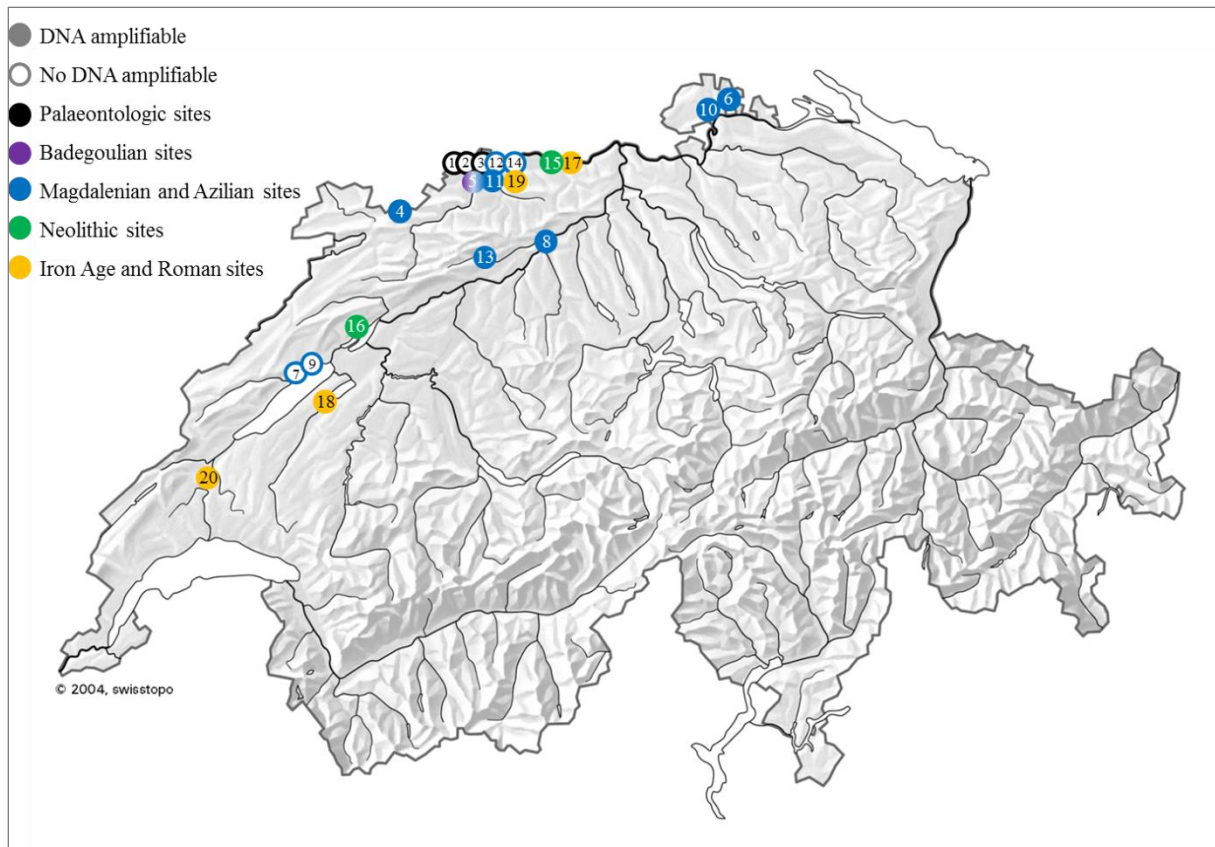 DNA amplifiable
No DNA amplifiable
Palaeontologic sites
Badegoulian sites
Magdalenian and Azilian sites
Neolithic sites
Iron Age and Roman sites
6
10
1 2 3 12 14 15 17
5 11 19
4
8
13
16
9
7
18
20
© 2004, swisstopo